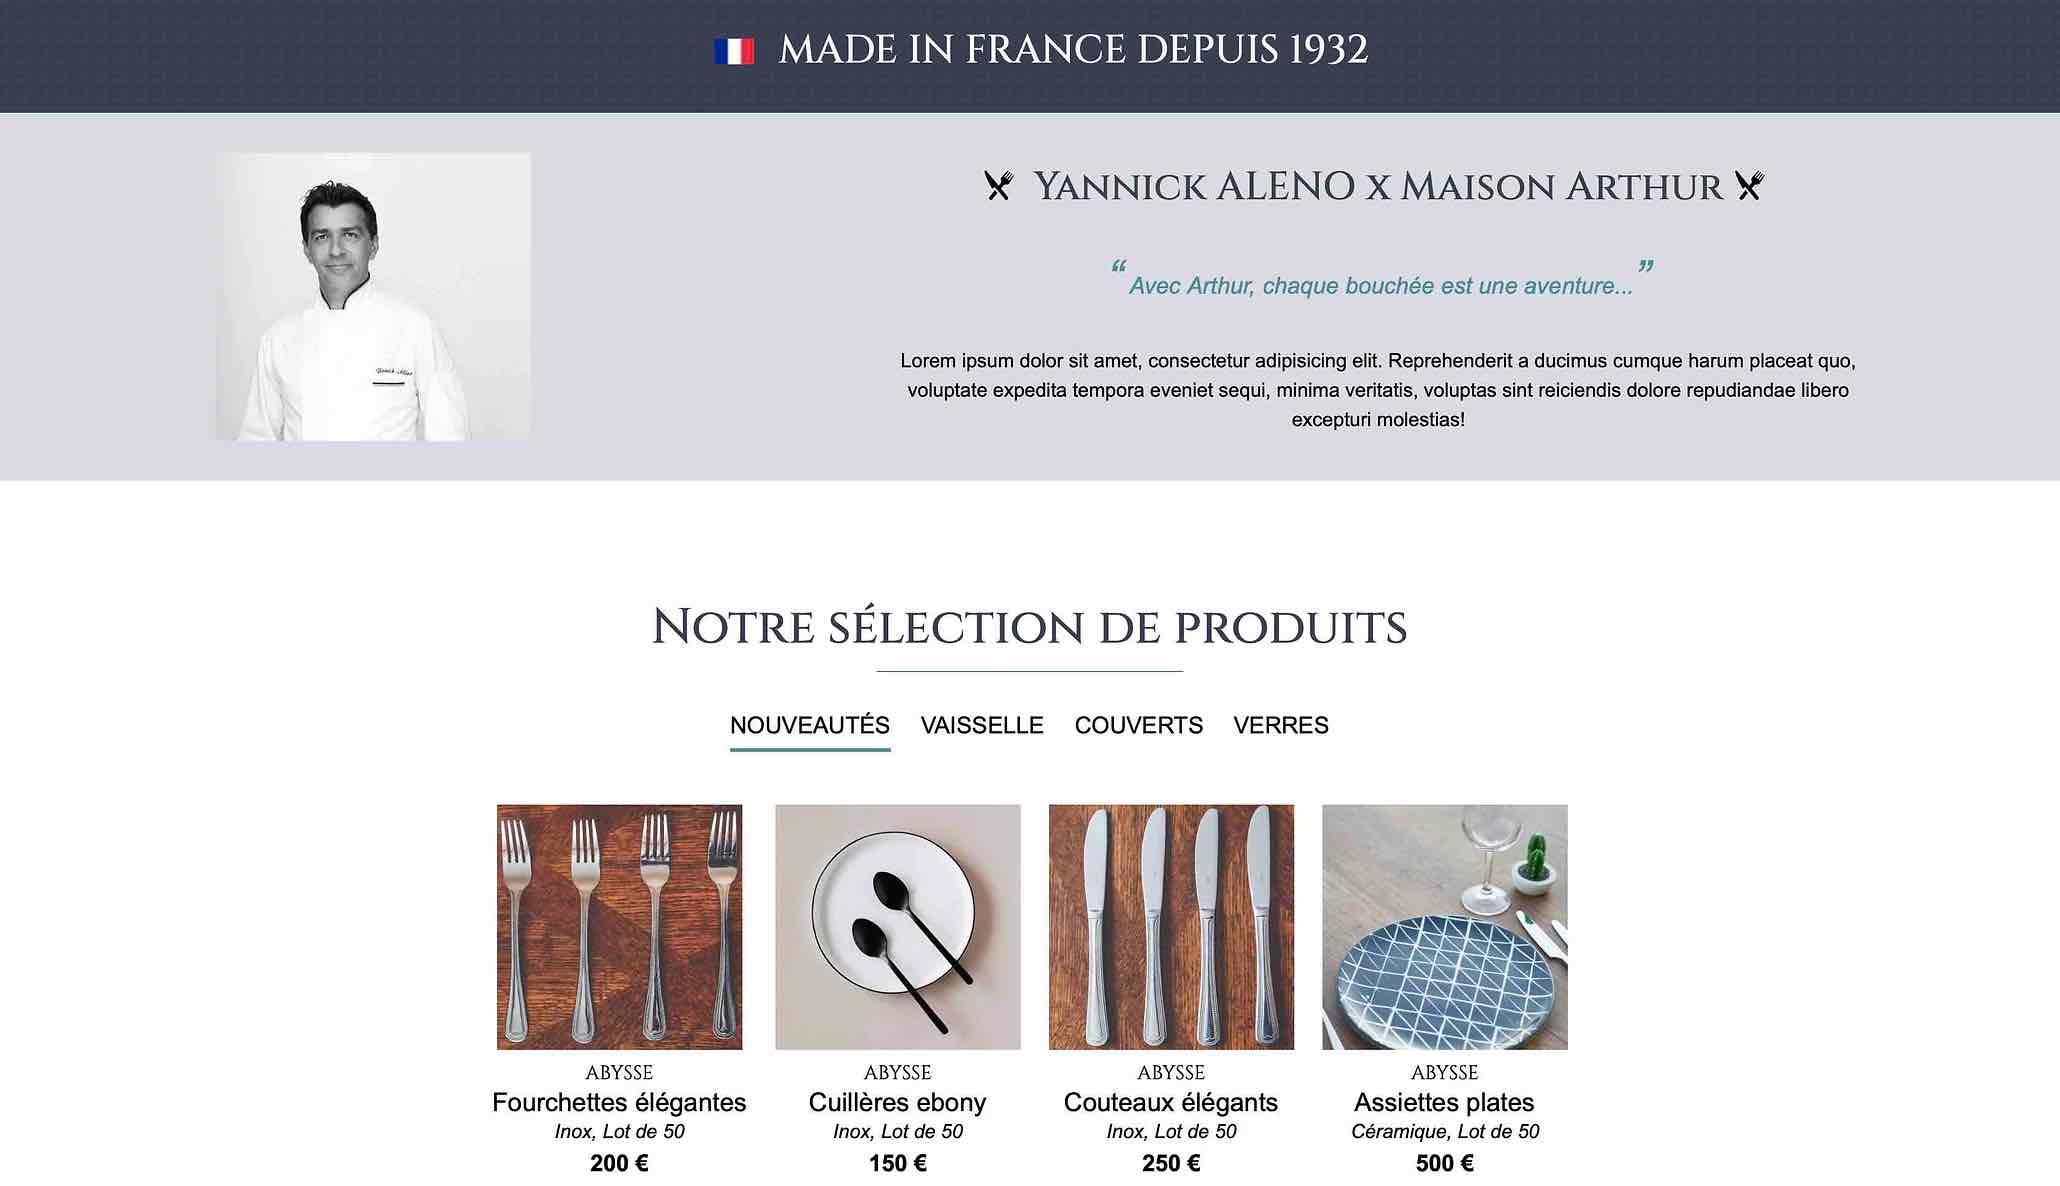 MADE IN FRANCE DEPUIS 1932
YANNICK ALENO X MAISON ARTHUR
“ Avec Arthur, chaque bouchée est une aventure... ”
Lorem ipsum dolor sit amet, consectetur adipisicing elit. Reprehenderit a ducimus cumque harum placeat quo,
voluptate expedita tempora eveniet sequi, minima veritatis, voluptas sint reiciendis dolore repudiandae libero
excepturi molestias!
NOTRE SÉLECTION DE PRODUITS
NOUVEAUTÉS VAISSELLE COUVERTS VERRES
ABYSSE ABYSSE ABYSSE ABYSSE
Fourchettes élégantes Cuillères ebony Couteaux élégants Assiettes plates
Inox, Lot de 50 Inox, Lot de 50 Inox, Lot de 50 Céramique, Lot de 50
200 € 150 € 250 € 500 €